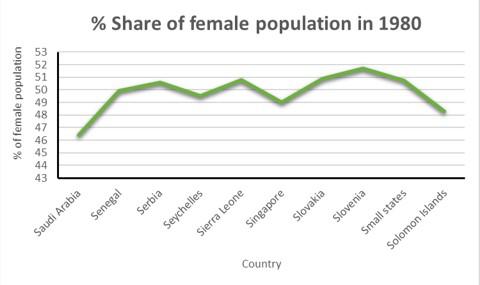 % Share of female population in 1980
% of female population
53
52
51
50
49
48
47
46
45
44
43
Saudi Arabia
Senegal
Serbia
Seychelles
Sierra Leone
Singapore
Slovakia
Slovenia
Small states
Solomon Islands
Country